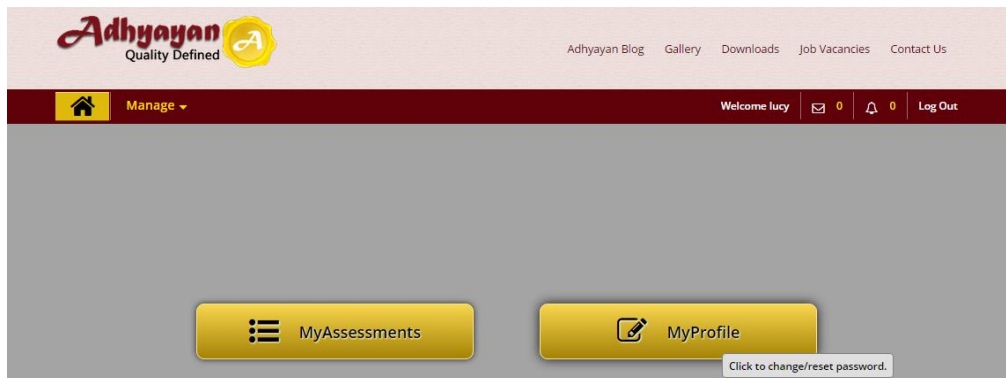 Adhyayan
Quality Defined
A
Adhyayan Blog Gallery Downloads Job Vacancies Contact Us
Manage Welcome lucy 0 0 Log Out
MyAssessments MyProfile
Click to change/reset password.